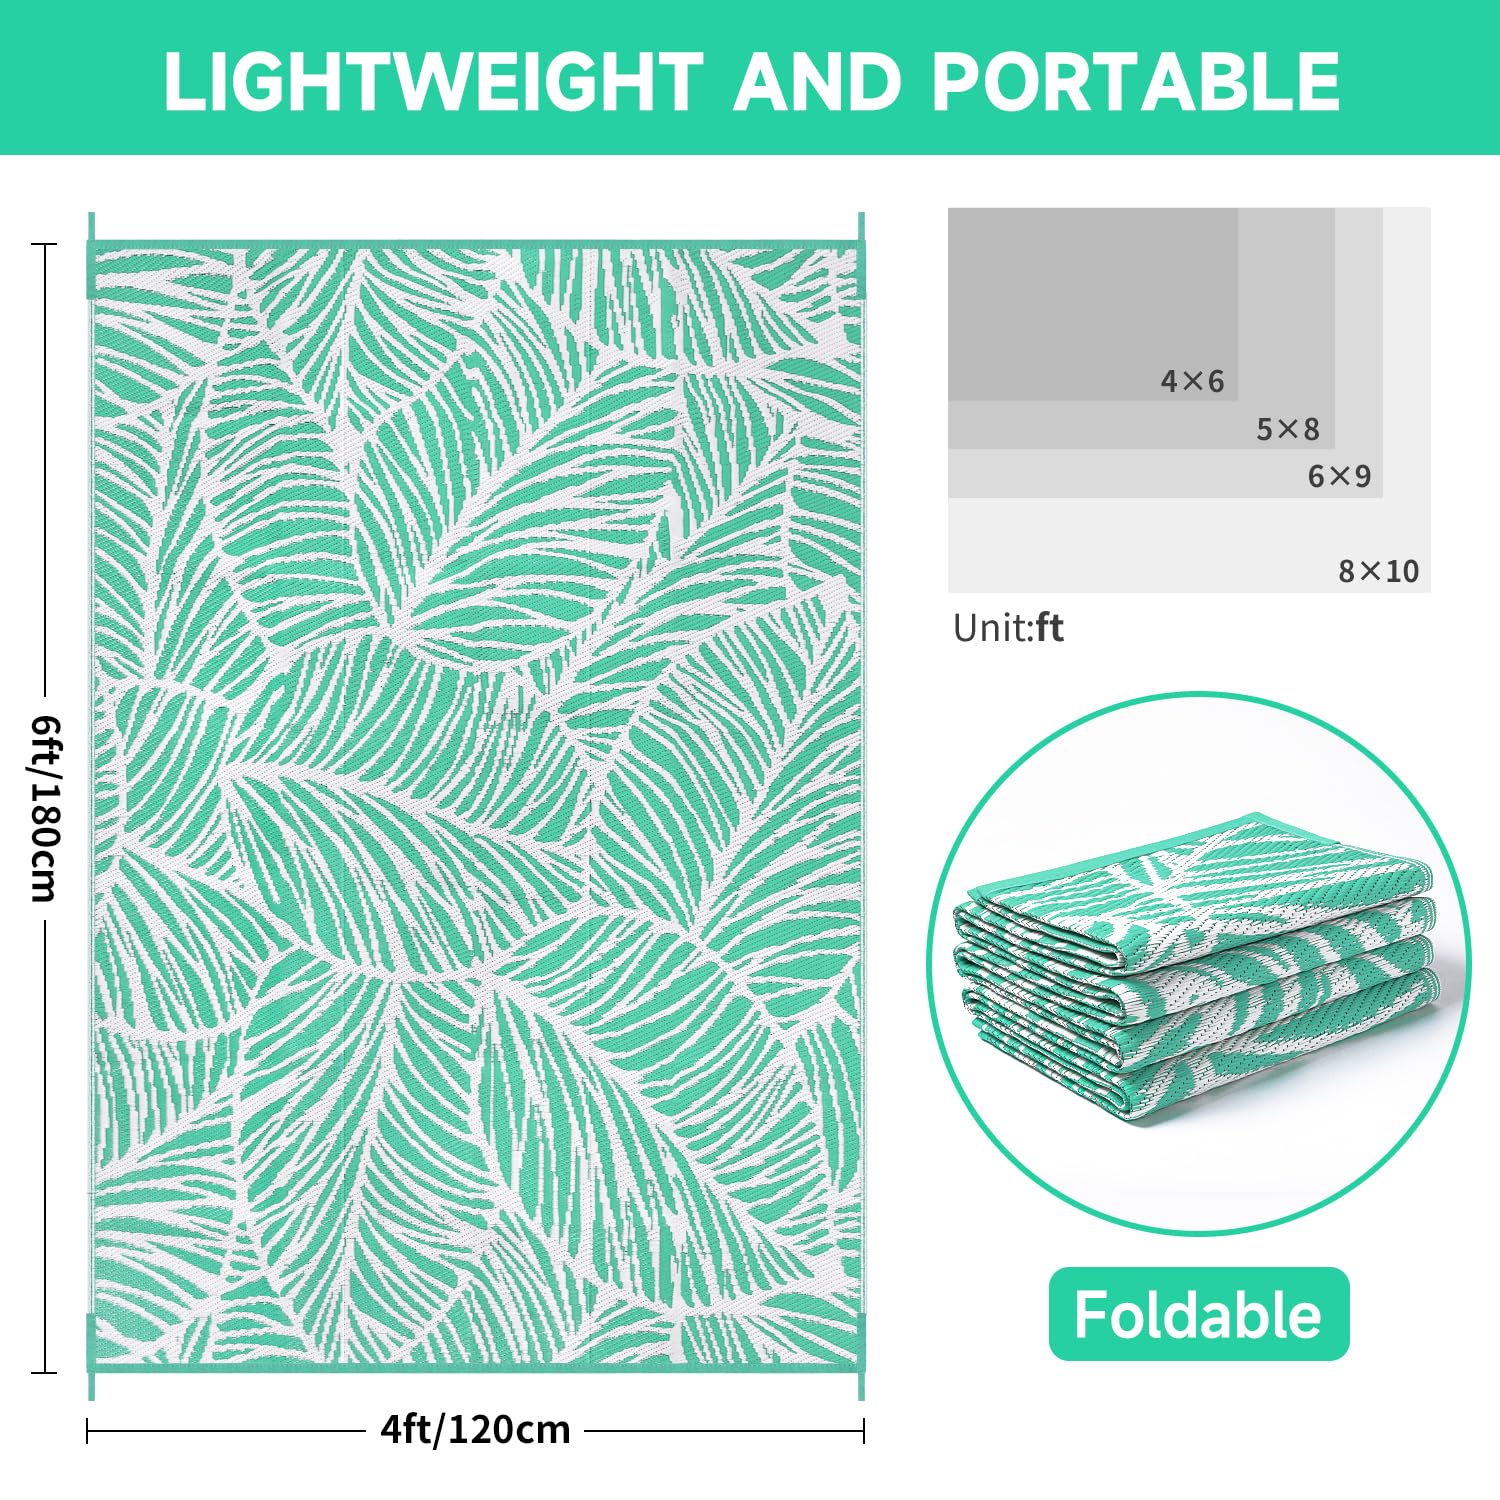 LIGHTWEIGHT AND PORTABLE
4×6
5×8
6×9
8×10
Unit:ft
6ft/180cm
Foldable
4ft/120cm